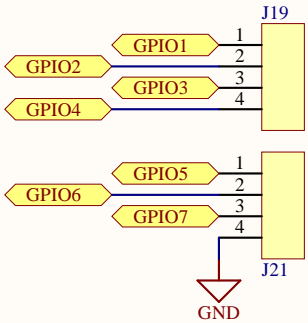 J19
GPIO1 1
GPIO2 2
GPIO3 3
GPIO4 4
GPIO5 1
GPIO6 2
GPIO7 3
4
J21
GND